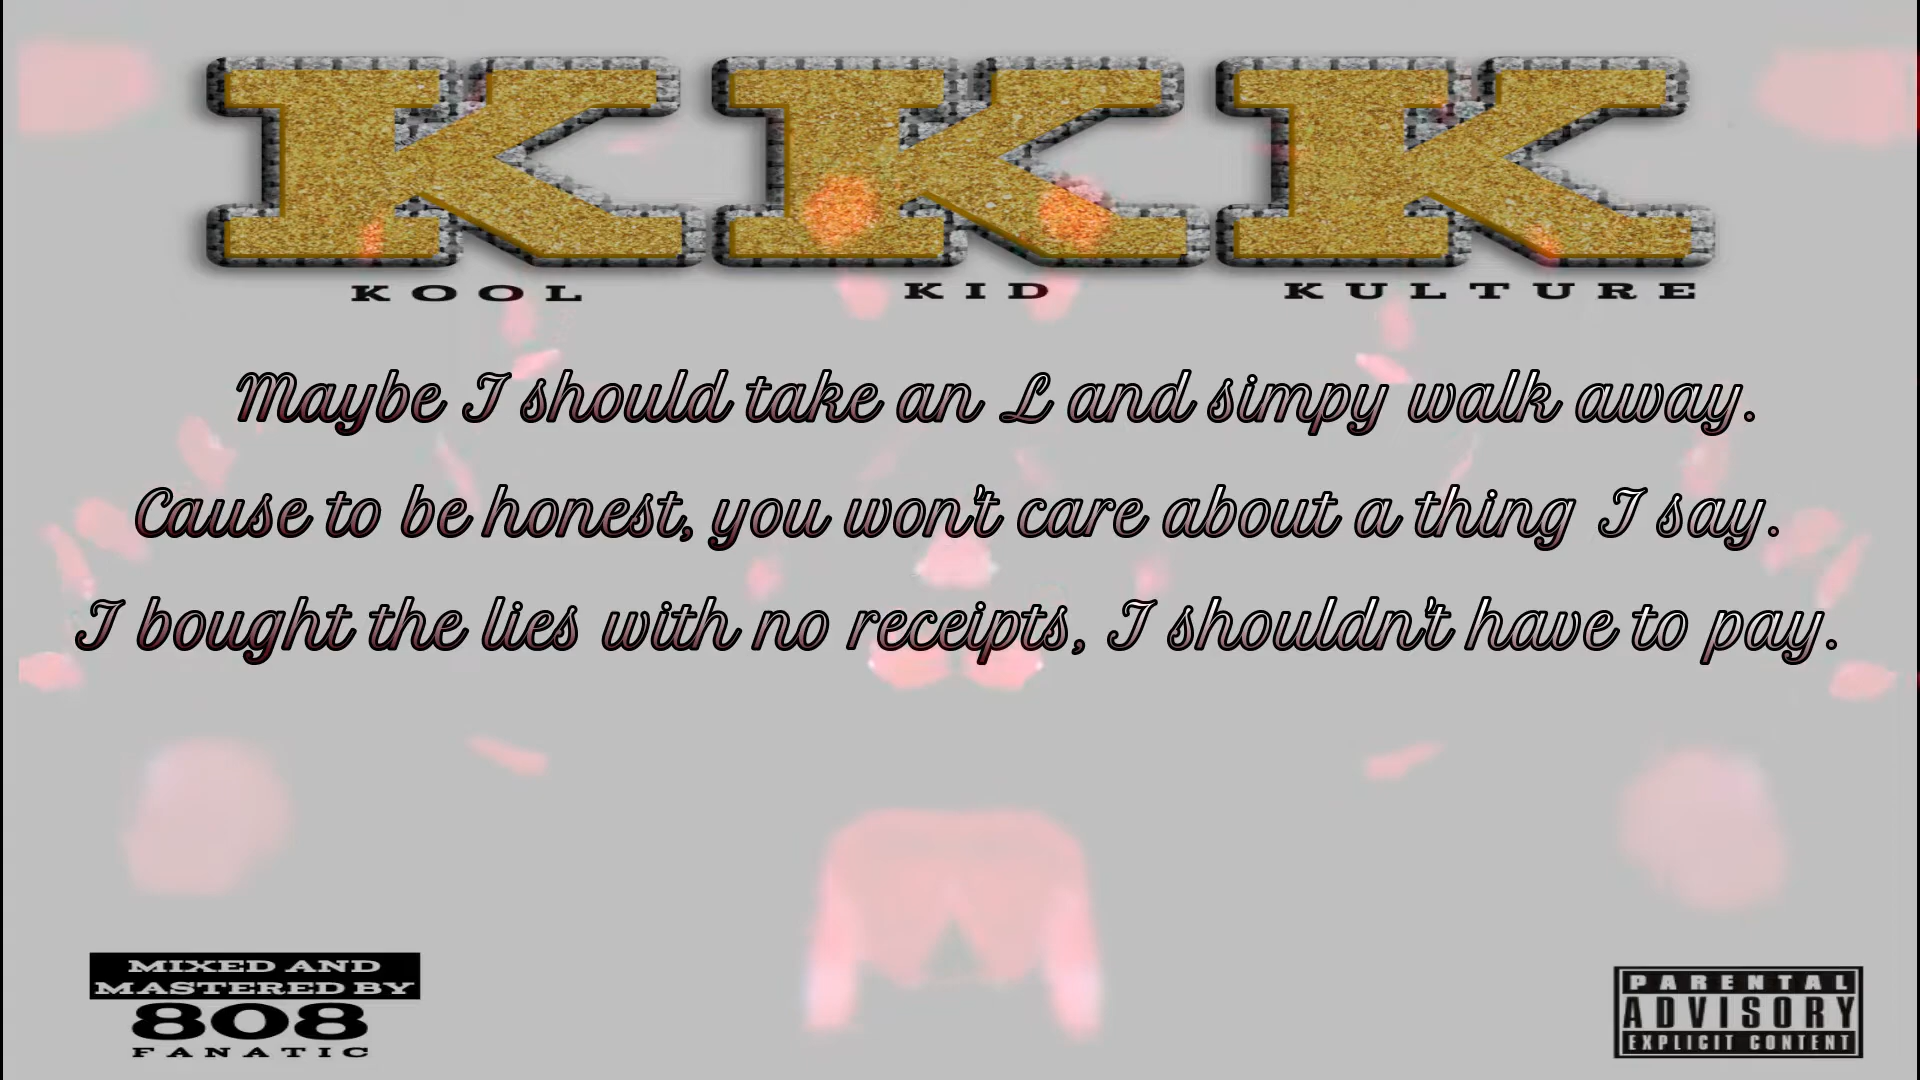 KKK
KOOL KID KULTURE
Maybe I should take an L and simpy walk away.
Cause to be honest, you won't care about a thing I say.
I bought the lies with no receipts, I shouldn't have to pay.
MIXED AND
MASTERED BY
808
FANATIC
PARENTAL
ADVISORY
EXPLICIT CONTENT